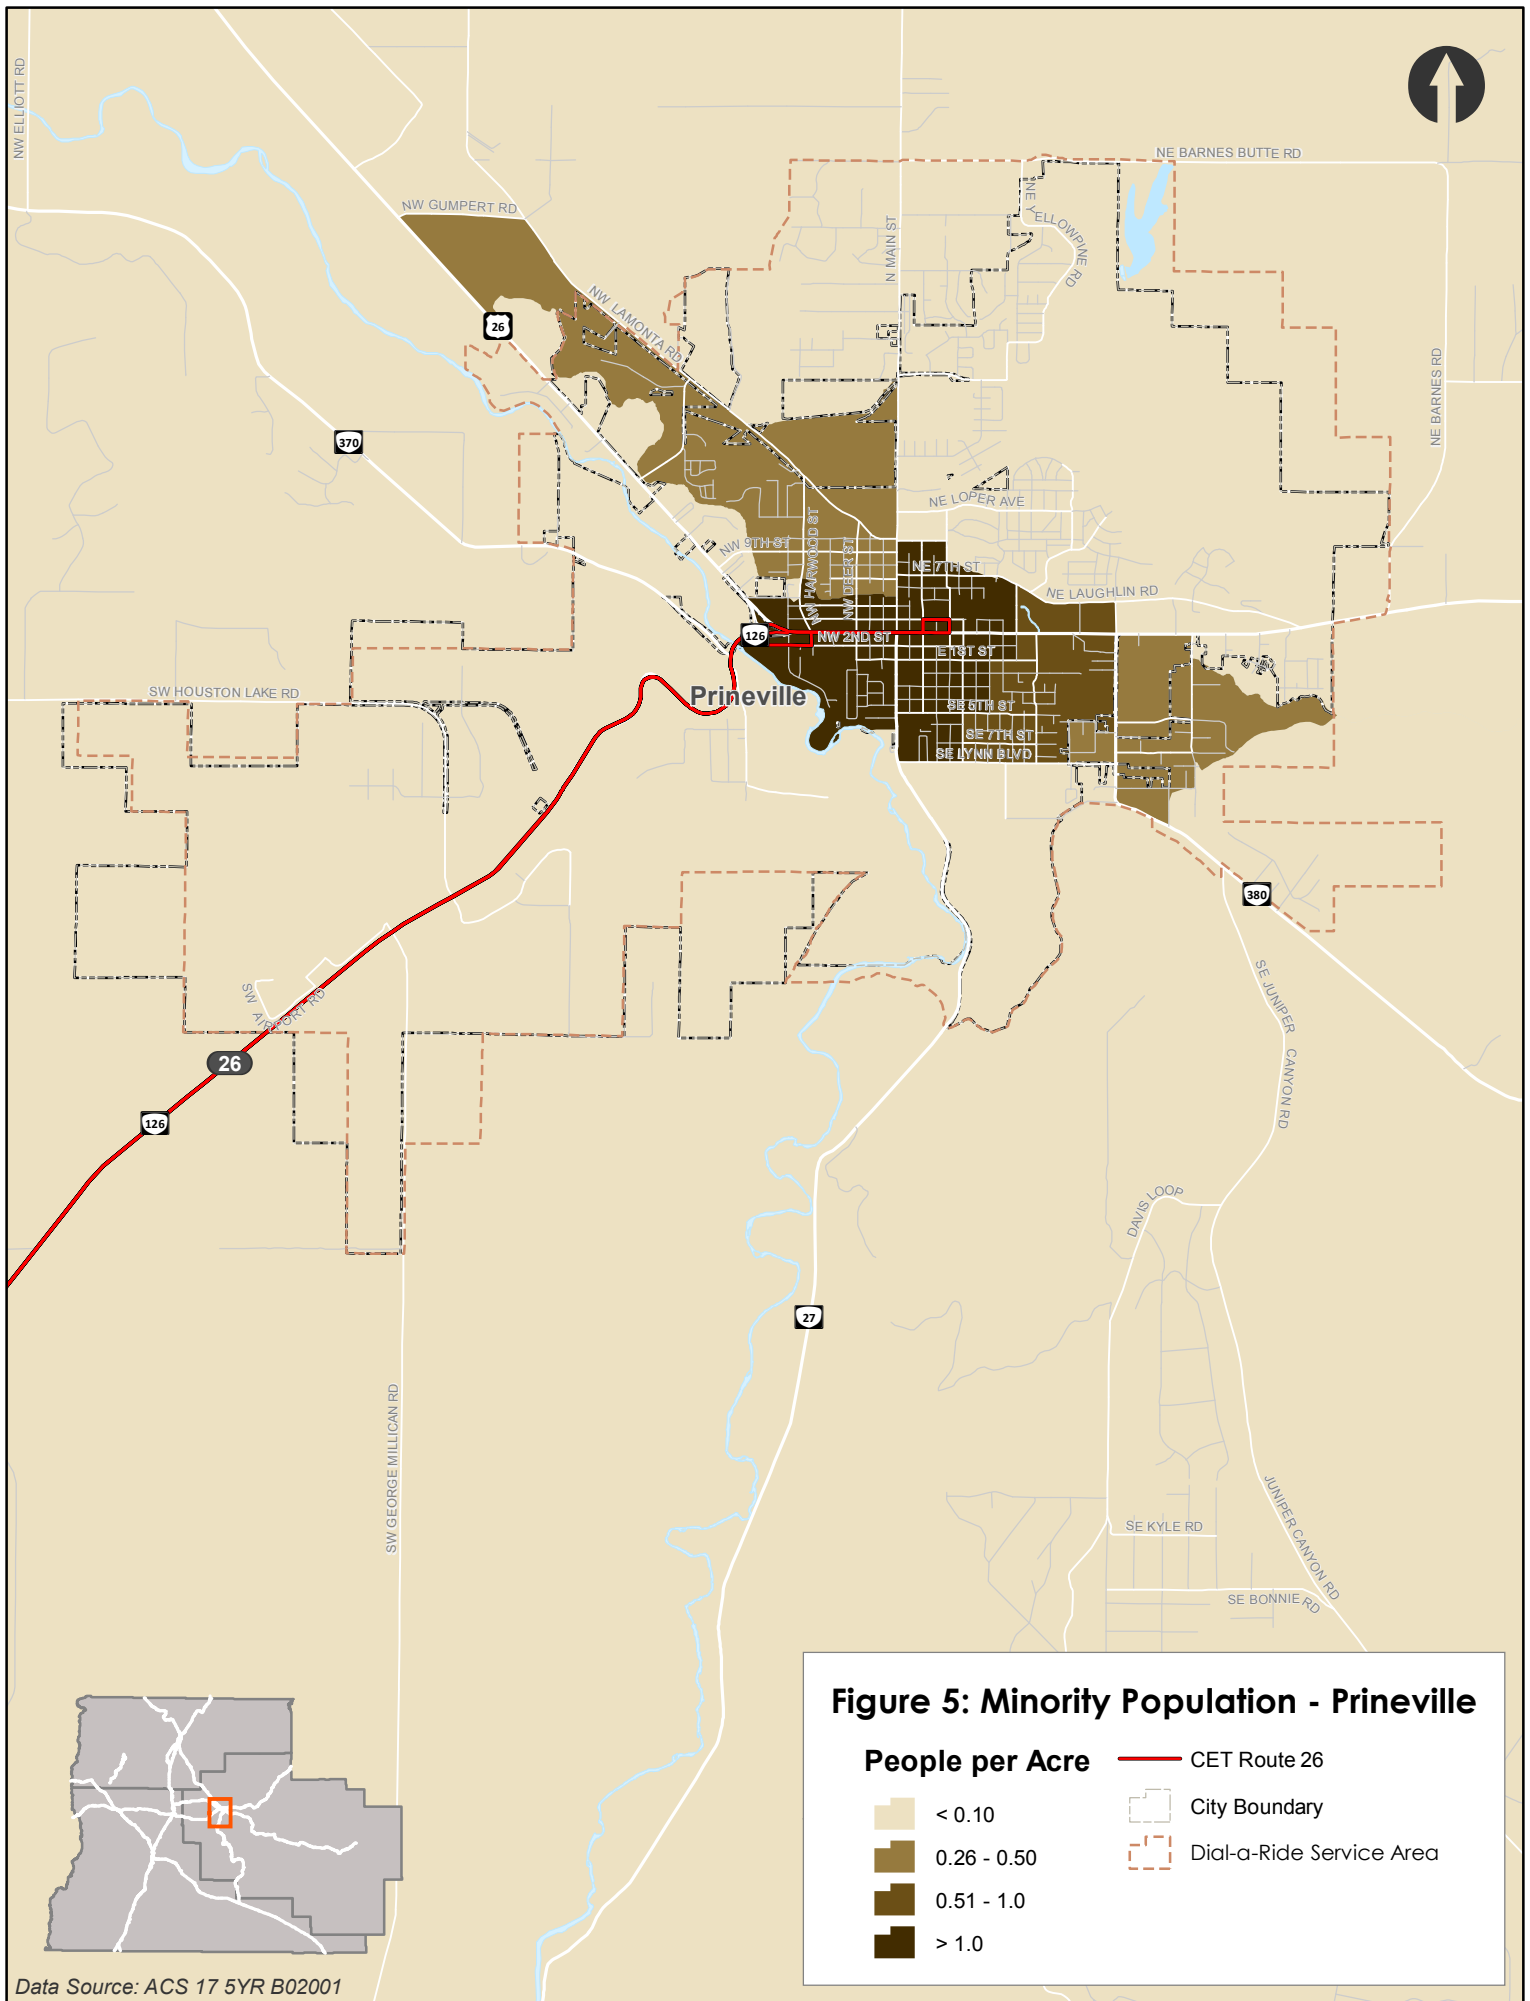 NW ELLIOTT RD
NE BARNES BUTTE RD
NW GUMPERT RD
N MAIN ST
NE YELLOWPINE RD
26
NW LAMONTA RD
NE BARNES RD
370
NE LOPER AVE
NW 9TH ST
NW HARWOOD ST
NW DEER ST
NE 7TH ST
NE LAUGHLIN RD
126
NW 2ND ST
E 1ST ST
SW HOUSTON LAKE RD
Prineville
SE 5TH ST
SE 7TH ST
SE LYNN BLVD
380
SW AIRPORT RD
SE JUNIPER CANYON RD
26
126
DAVIS LOOP
27
SW GEORGE MILLICAN RD
JUNIPER CANYON RD
SE KYLE RD
SE BONNIE RD
Figure 5: Minority Population - Prineville
People per Acre
< 0.10
0.26 - 0.50
0.51 - 1.0
> 1.0
CET Route 26
City Boundary
Dial-a-Ride Service Area
Data Source: ACS 17 5YR B02001